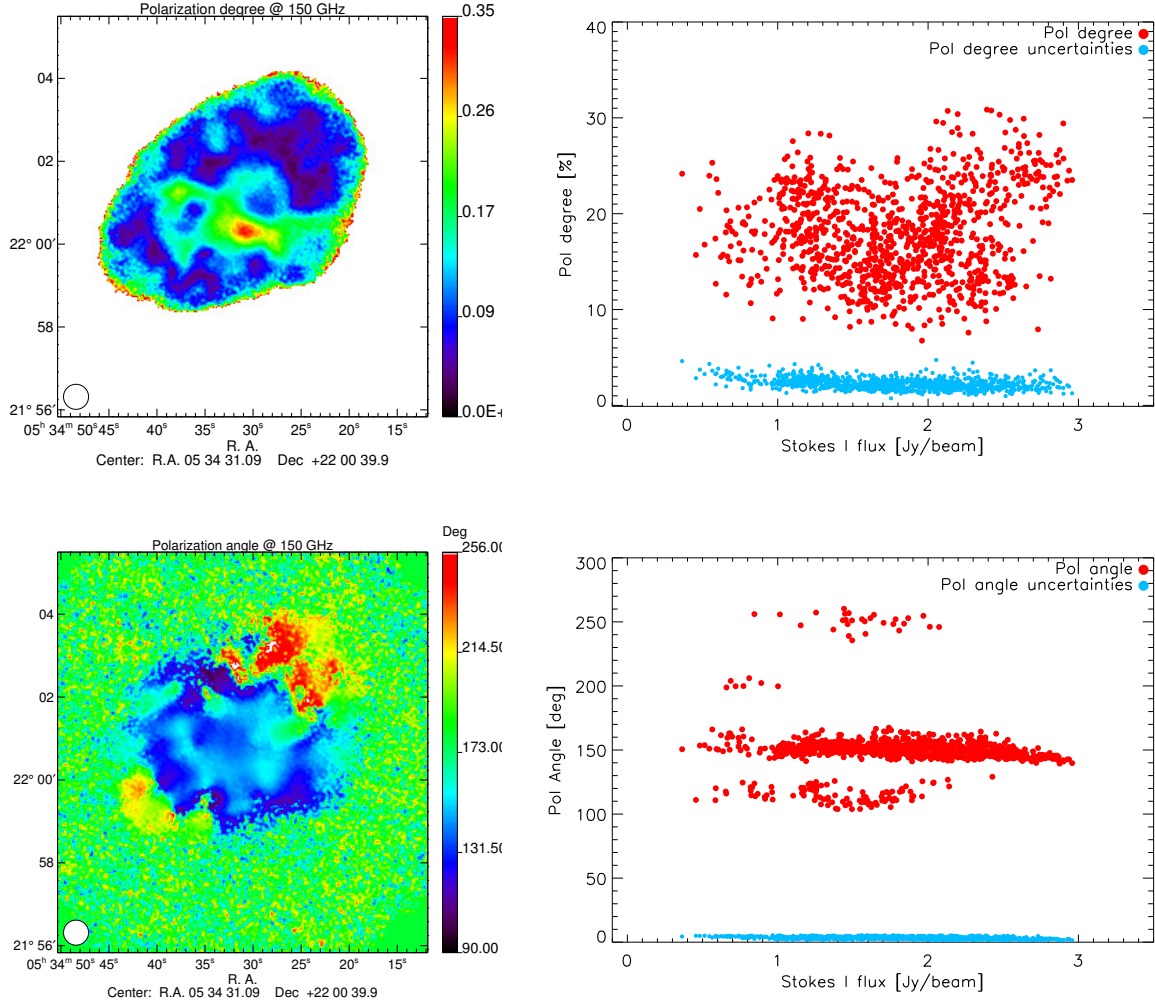 Polarization degree @ 150 GHz
0.35
0.26
0.17
0.09
0.0E+
04
02
22 00′
58
21° 56′
05ʰ 34ᵐ 50ˢ45ˢ 40ˢ 35ˢ 30ˢ 25ˢ 20ˢ 15ˢ
R. A.
Center: R.A. 05 34 31.09 Dec +22 00 39.9
Pol degree
Pol degree uncertainties
40
30
20
10
0
Pol degree [%]
0 1 2 3
Stokes I flux [Jy/beam]
Polarization angle @ 150 GHz
Deg
256.00
214.50
173.00
131.50
90.00
04
02
22° 00′
58
21° 56′
05ʰ 34ᵐ 50ˢ45ˢ 40ˢ 35ˢ 30ˢ 25ˢ 20ˢ 15ˢ
R. A.
Center: R.A. 05 34 31.09 Dec +22 00 39.9
Pol angle
Pol angle uncertainties
300
250
200
150
100
50
0
Pol Angle [deg]
0 1 2 3
Stokes I flux [Jy/beam]